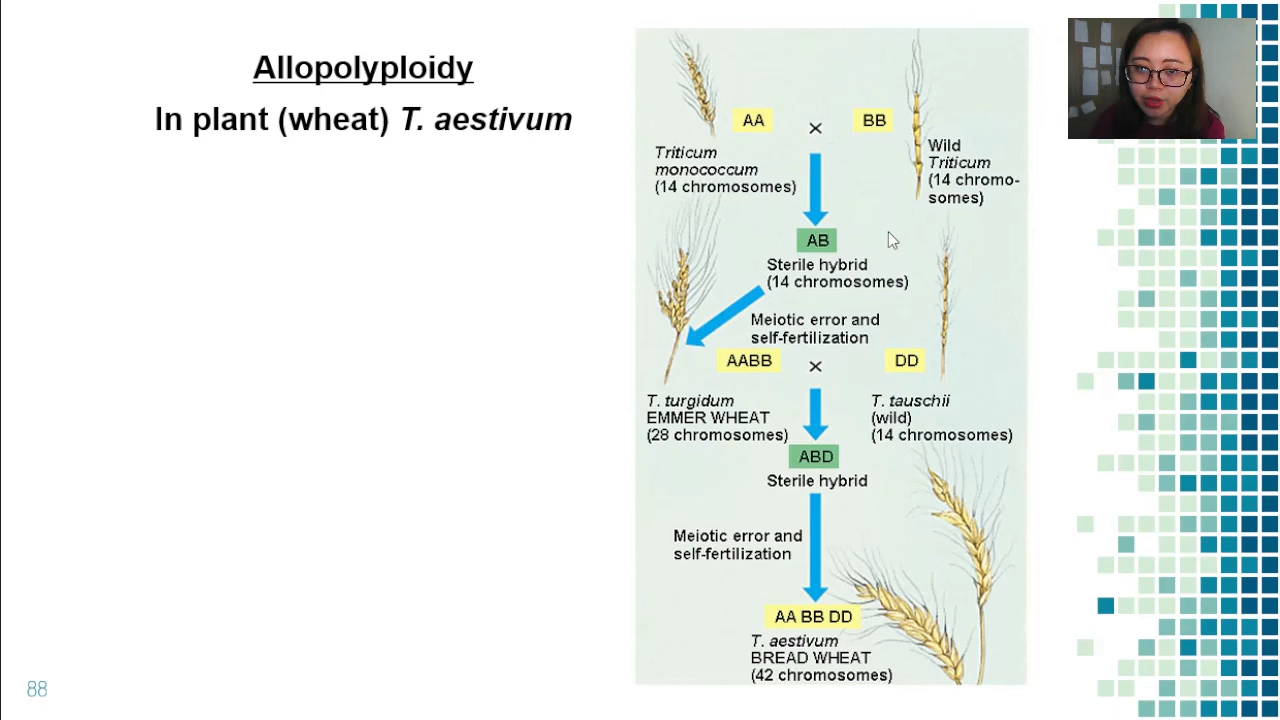 Allopolyploidy
In plant (wheat) T. aestivum
AA
×
BB
Triticum
monococcum
(14 chromosomes)
Wild
Triticum
(14 chromo-
somes)
AB
Sterile hybrid
(14 chromosomes)
Meiotic error and
self-fertilization
AABB
×
DD
T. turgidum
EMMER WHEAT
(28 chromosomes)
T. tauschii
(wild)
(14 chromosomes)
ABD
Sterile hybrid
Meiotic error and
self-fertilization
AA BB DD
T. aestivum
BREAD WHEAT
(42 chromosomes)
88